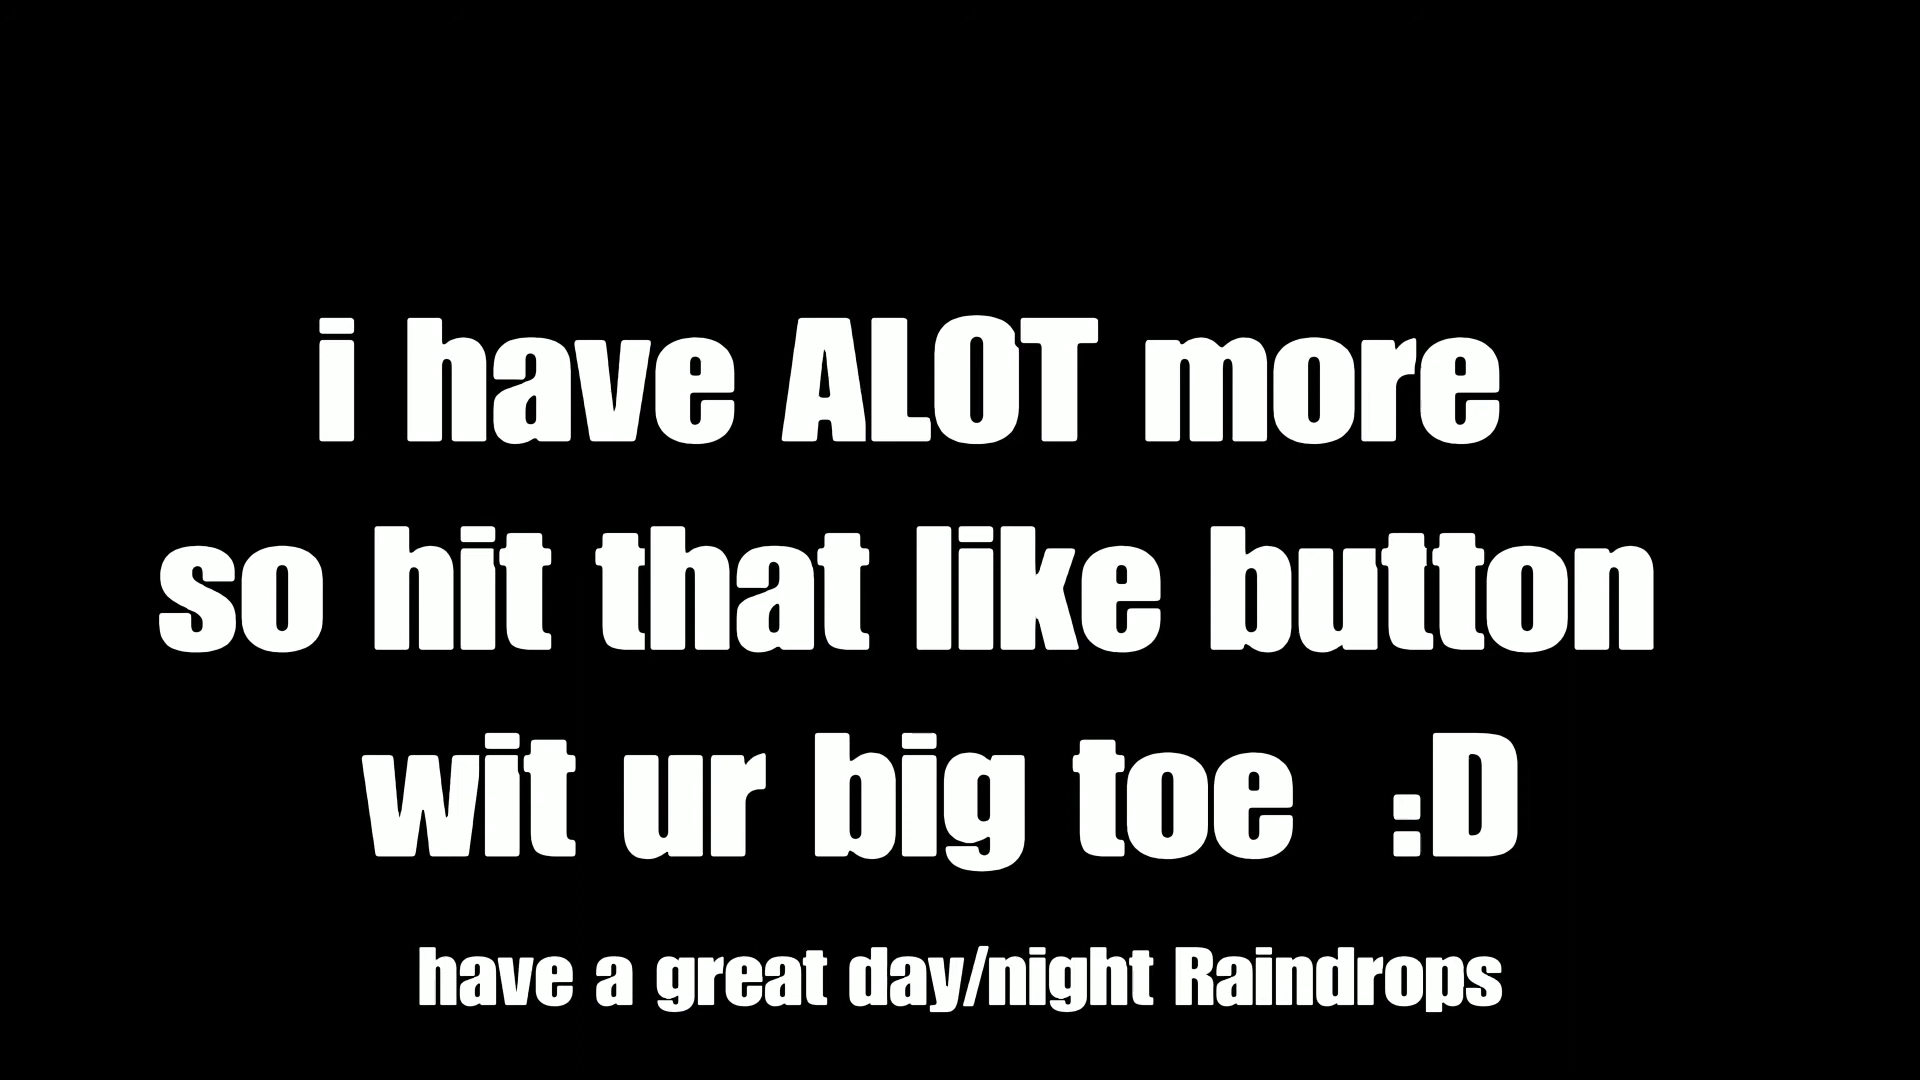 i have ALOT more
so hit that like button
wit ur big toe  :D
have a great day/night Raindrops